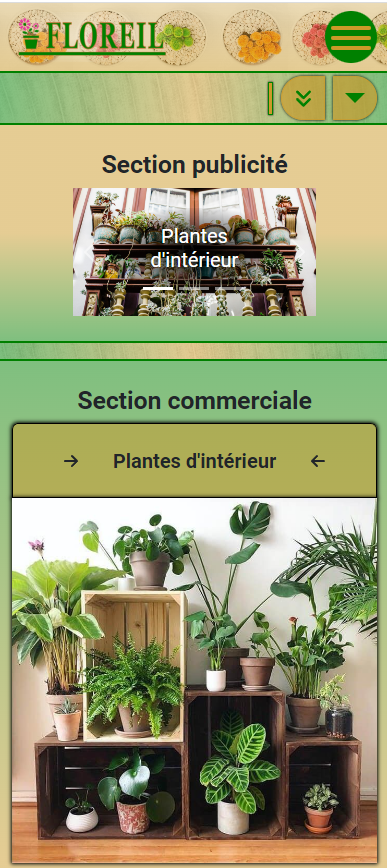 FLOREIL
Section publicité
Plantes
d'intérieur
Section commerciale
Plantes d'intérieur